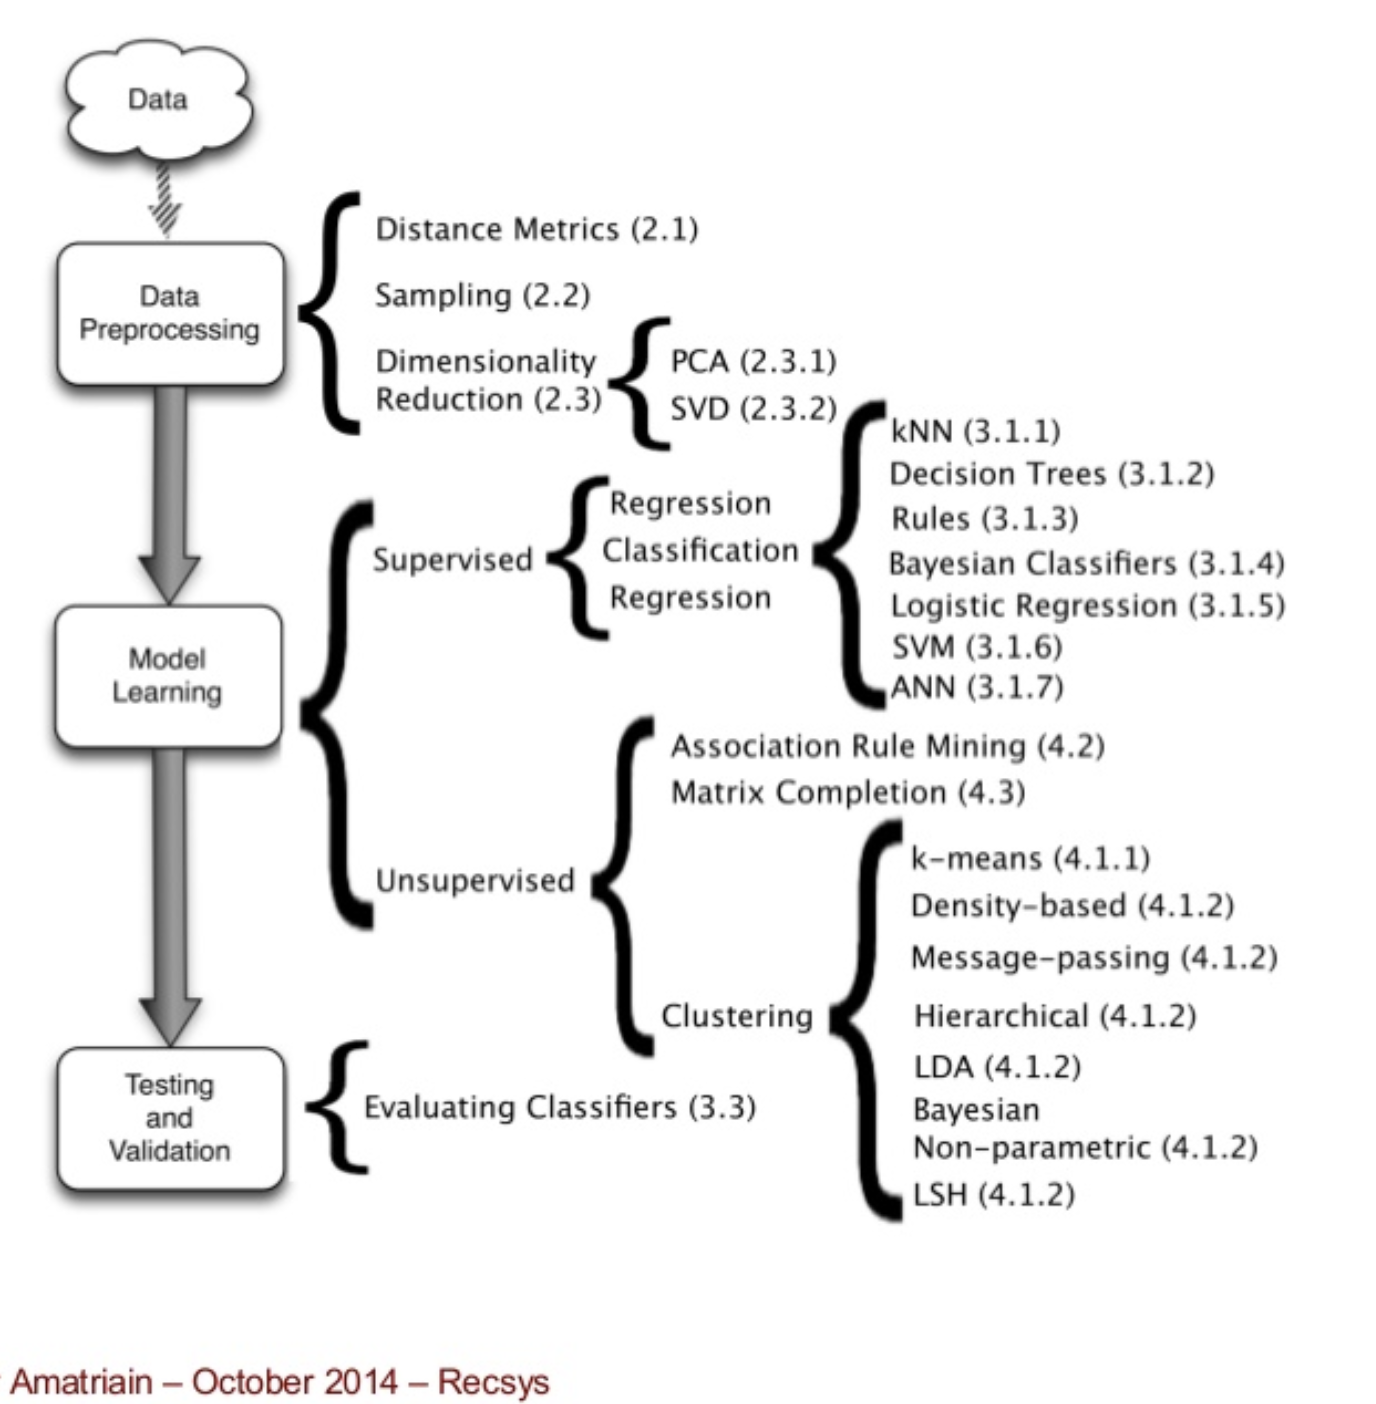 Data
Data
Preprocessing
Distance Metrics (2.1)
Sampling (2.2)
Dimensionality
Reduction (2.3)
PCA (2.3.1)
SVD (2.3.2)
Model
Learning
Supervised
Regression
Classification
Regression
kNN (3.1.1)
Decision Trees (3.1.2)
Rules (3.1.3)
Bayesian Classifiers (3.1.4)
Logistic Regression (3.1.5)
SVM (3.1.6)
ANN (3.1.7)
Unsupervised
Association Rule Mining (4.2)
Matrix Completion (4.3)
Clustering
k-means (4.1.1)
Density-based (4.1.2)
Message-passing (4.1.2)
Hierarchical (4.1.2)
LDA (4.1.2)
Bayesian
Non-parametric (4.1.2)
LSH (4.1.2)
Testing
and
Validation
Evaluating Classifiers (3.3)
Amatriain – October 2014 – Recsys